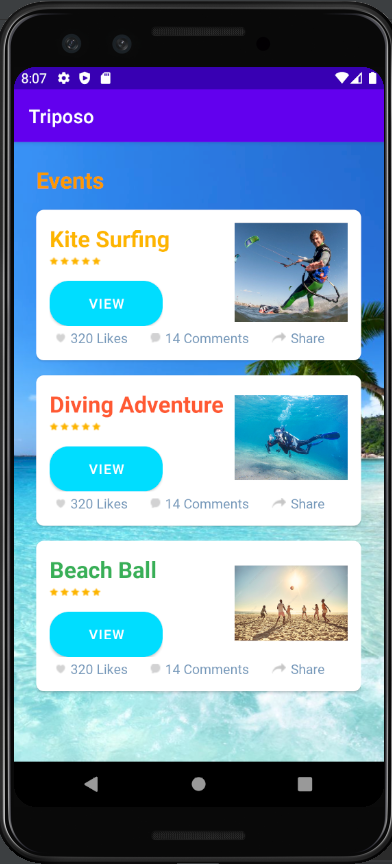 8:07
Triposo
Events
Kite Surfing
VIEW
320 Likes 14 Comments Share
Diving Adventure
VIEW
320 Likes 14 Comments Share
Beach Ball
VIEW
320 Likes 14 Comments Share